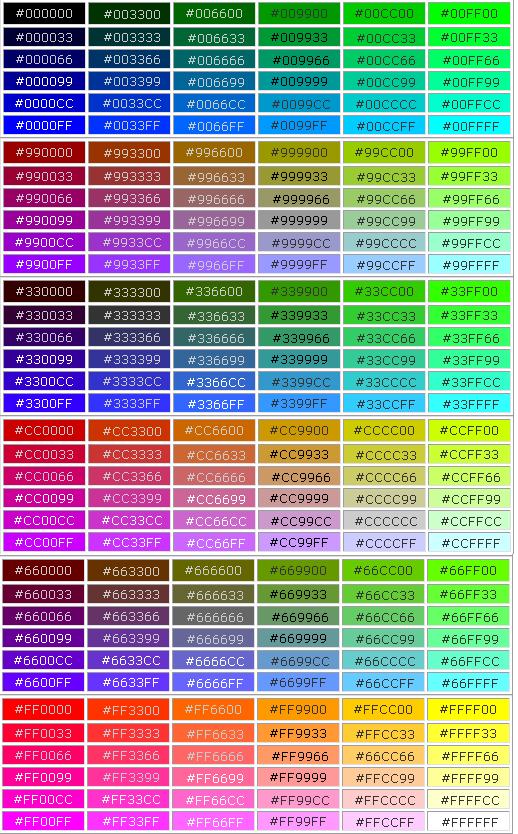 #000000 #003300 #006600 #009900 #00CC00 #00FF00
#000033 #003333 #006633 #009933 #00CC33 #00FF33
#000066 #003366 #006666 #009966 #00CC66 #00FF66
#000099 #003399 #006699 #009999 #00CC99 #00FF99
#0000CC #0033CC #0066CC #0099CC #00CCCC #00FFCC
#0000FF #0033FF #0066FF #0099FF #00CCFF #00FFFF
#990000 #993300 #996600 #999900 #99CC00 #99FF00
#990033 #993333 #996633 #999933 #99CC33 #99FF33
#990066 #993366 #996666 #999966 #99CC66 #99FF66
#990099 #993399 #996699 #999999 #99CC99 #99FF99
#9900CC #9933CC #9966CC #9999CC #99CCCC #99FFCC
#9900FF #9933FF #9966FF #9999FF #99CCFF #99FFFF
#330000 #333300 #336600 #339900 #33CC00 #33FF00
#330033 #333333 #336633 #339933 #33CC33 #33FF33
#330066 #333366 #336666 #339966 #33CC66 #33FF66
#330099 #333399 #336699 #339999 #33CC99 #33FF99
#3300CC #3333CC #3366CC #3399CC #33CCCC #33FFCC
#3300FF #3333FF #3366FF #3399FF #33CCFF #33FFFF
#CC0000 #CC3300 #CC6600 #CC9900 #CCCC00 #CCFF00
#CC0033 #CC3333 #CC6633 #CC9933 #CCCC33 #CCFF33
#CC0066 #CC3366 #CC6666 #CC9966 #CCCC66 #CCFF66
#CC0099 #CC3399 #CC6699 #CC9999 #CCCC99 #CCFF99
#CC00CC #CC33CC #CC66CC #CC99CC #CCCCCC #CCFFCC
#CC00FF #CC33FF #CC66FF #CC99FF #CCCCFF #CCFFFF
#660000 #663300 #666600 #669900 #66CC00 #66FF00
#660033 #663333 #666633 #669933 #66CC33 #66FF33
#660066 #663366 #666666 #669966 #66CC66 #66FF66
#660099 #663399 #666699 #669999 #66CC99 #66FF99
#6600CC #6633CC #6666CC #6699CC #66CCCC #66FFCC
#6600FF #6633FF #6666FF #6699FF #66CCFF #66FFFF
#FF0000 #FF3300 #FF6600 #FF9900 #FFCC00 #FFFF00
#FF0033 #FF3333 #FF6633 #FF9933 #FFCC33 #FFFF33
#FF0066 #FF3366 #FF6666 #FF9966 #FFCC66 #FFFF66
#FF0099 #FF3399 #FF6699 #FF9999 #FFCC99 #FFFF99
#FF00CC #FF33CC #FF66CC #FF99CC #FFCCCC #FFFFCC
#FF00FF #FF33FF #FF66FF #FF99FF #FFCCFF #FFFFFF